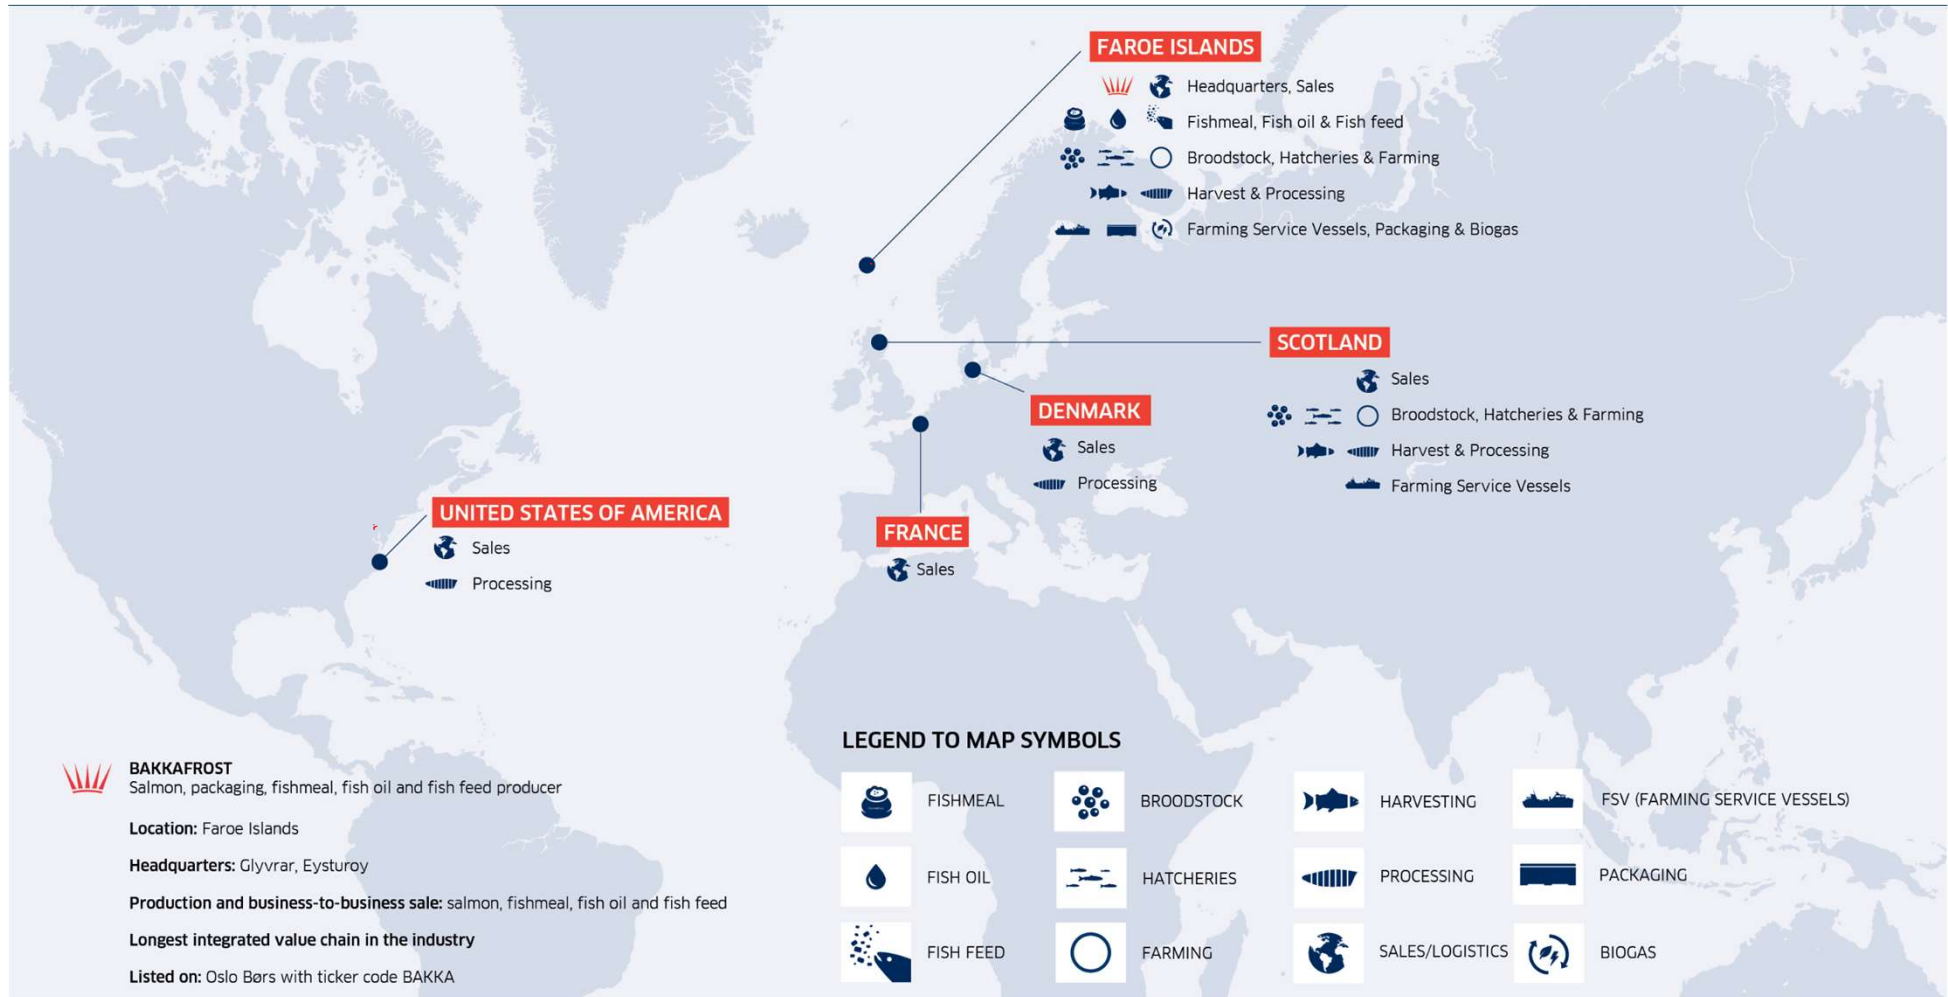 FAROE ISLANDS
Headquarters, Sales
Fishmeal, Fish oil & Fish feed
Broodstock, Hatcheries & Farming
Harvest & Processing
Farming Service Vessels, Packaging & Biogas
SCOTLAND
Sales
Broodstock, Hatcheries & Farming
Harvest & Processing
Farming Service Vessels
DENMARK
Sales
Processing
FRANCE
Sales
UNITED STATES OF AMERICA
Sales
Processing
BAKKAFROST
Salmon, packaging, fishmeal, fish oil and fish feed producer
Location: Faroe Islands
Headquarters: Glyvrar, Eysturoy
Production and business-to-business sale: salmon, fishmeal, fish oil and fish feed
Longest integrated value chain in the industry
Listed on: Oslo Børs with ticker code BAKKA
LEGEND TO MAP SYMBOLS
FISHMEAL
BROODSTOCK
HARVESTING
FSV (FARMING SERVICE VESSELS)
FISH OIL
HATCHERIES
PROCESSING
PACKAGING
FISH FEED
FARMING
SALES/LOGISTICS
BIOGAS